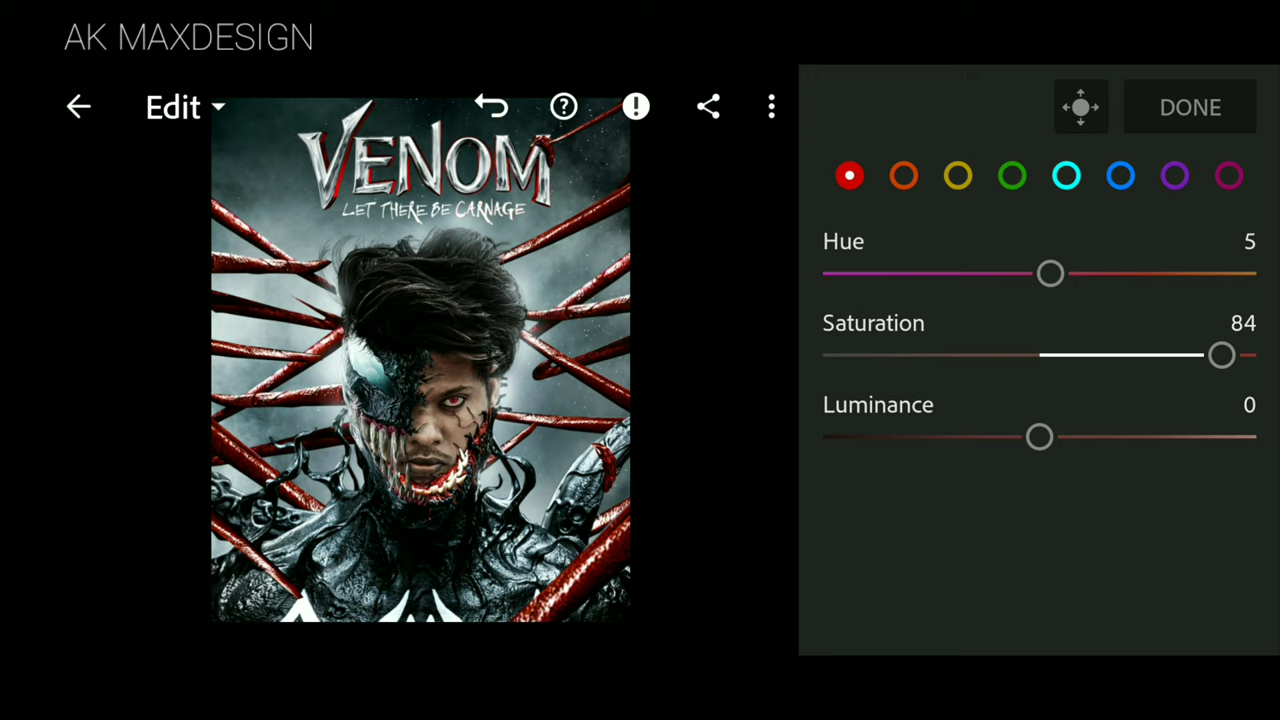 AK MAXDESIGN
Edit
DONE
VENOM
LET THERE BE CARNAGE
Hue 5
Saturation 84
Luminance 0